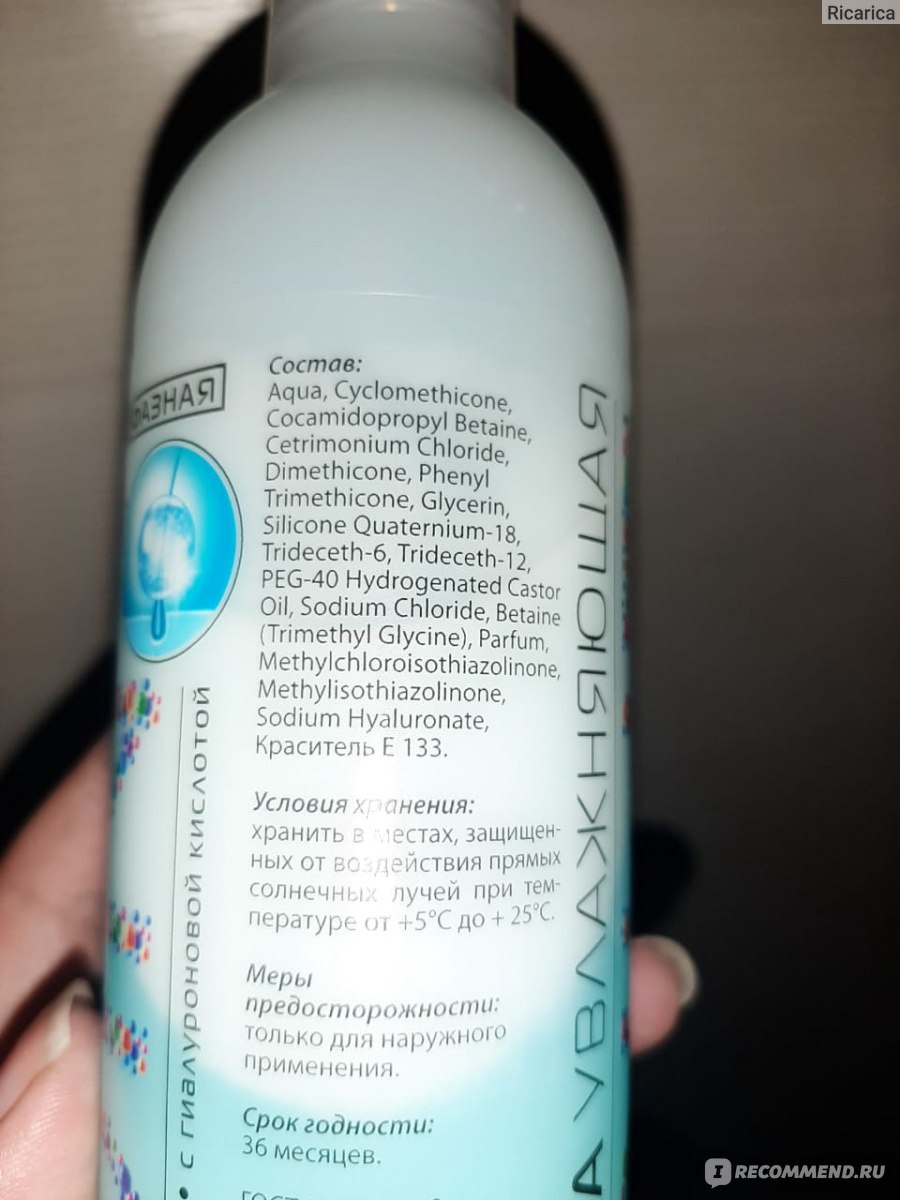 Ricarica
Состав:
Aqua, Cyclomethicone,
Cocamidopropyl Betaine,
Cetrimonium Chloride,
Dimethicone, Phenyl
Trimethicone, Glycerin,
Silicone Quaternium-18,
Trideceth-6, Trideceth-12,
PEG-40 Hydrogenated Castor
Oil, Sodium Chloride, Betaine
(Trimethyl Glycine), Parfum,
Methylchloroisothiazolinone,
Methylisothiazolinone,
Sodium Hyaluronate,
Краситель Е 133.
Условия хранения:
хранить в местах, защищен-
ных от воздействия прямых
солнечных лучей при тем-
пературе от +5°С до + 25°С.
Меры
предосторожности:
только для наружного
применения.
Срок годности:
36 месяцев.
с гиалуроновой кислотой
УВЛАЖНЯЮЩАЯ
IRECOMMEND.RU